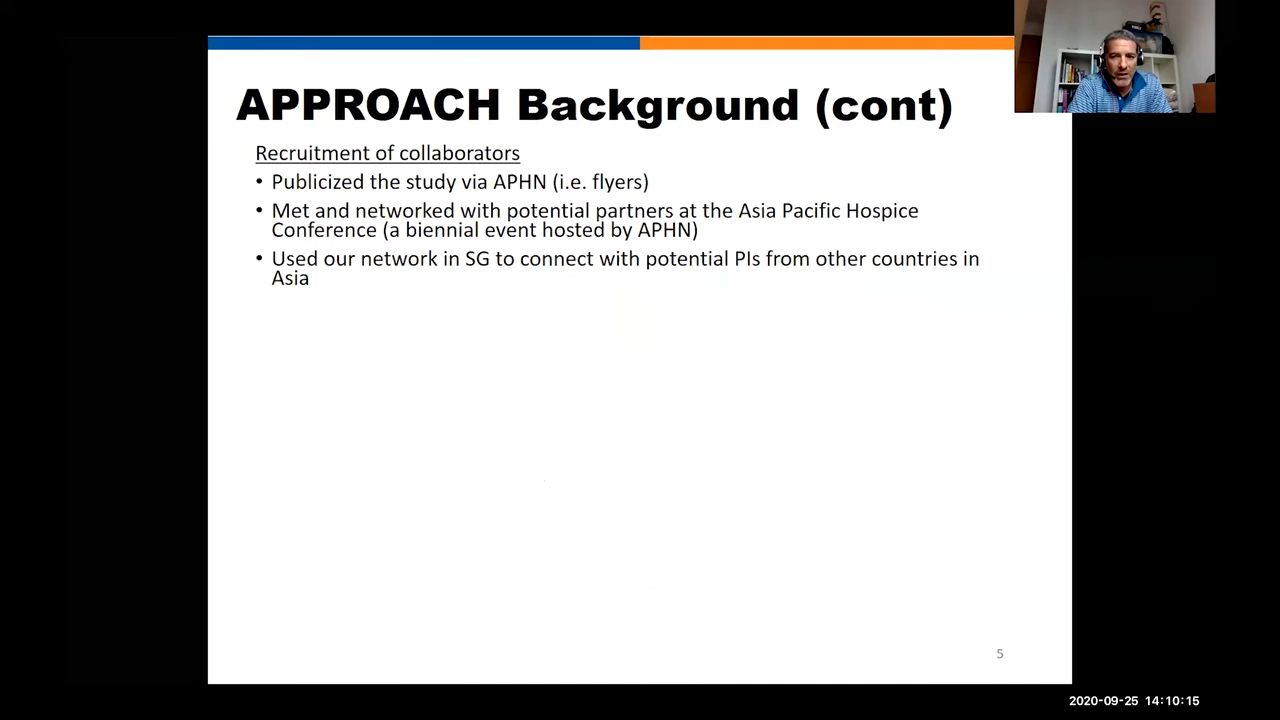 APPROACH Background (cont)
Recruitment of collaborators
• Publicized the study via APHN (i.e. flyers)
• Met and networked with potential partners at the Asia Pacific Hospice
Conference (a biennial event hosted by APHN)
• Used our network in SG to connect with potential PIs from other countries in
Asia
5
2020-09-25 14:10:15